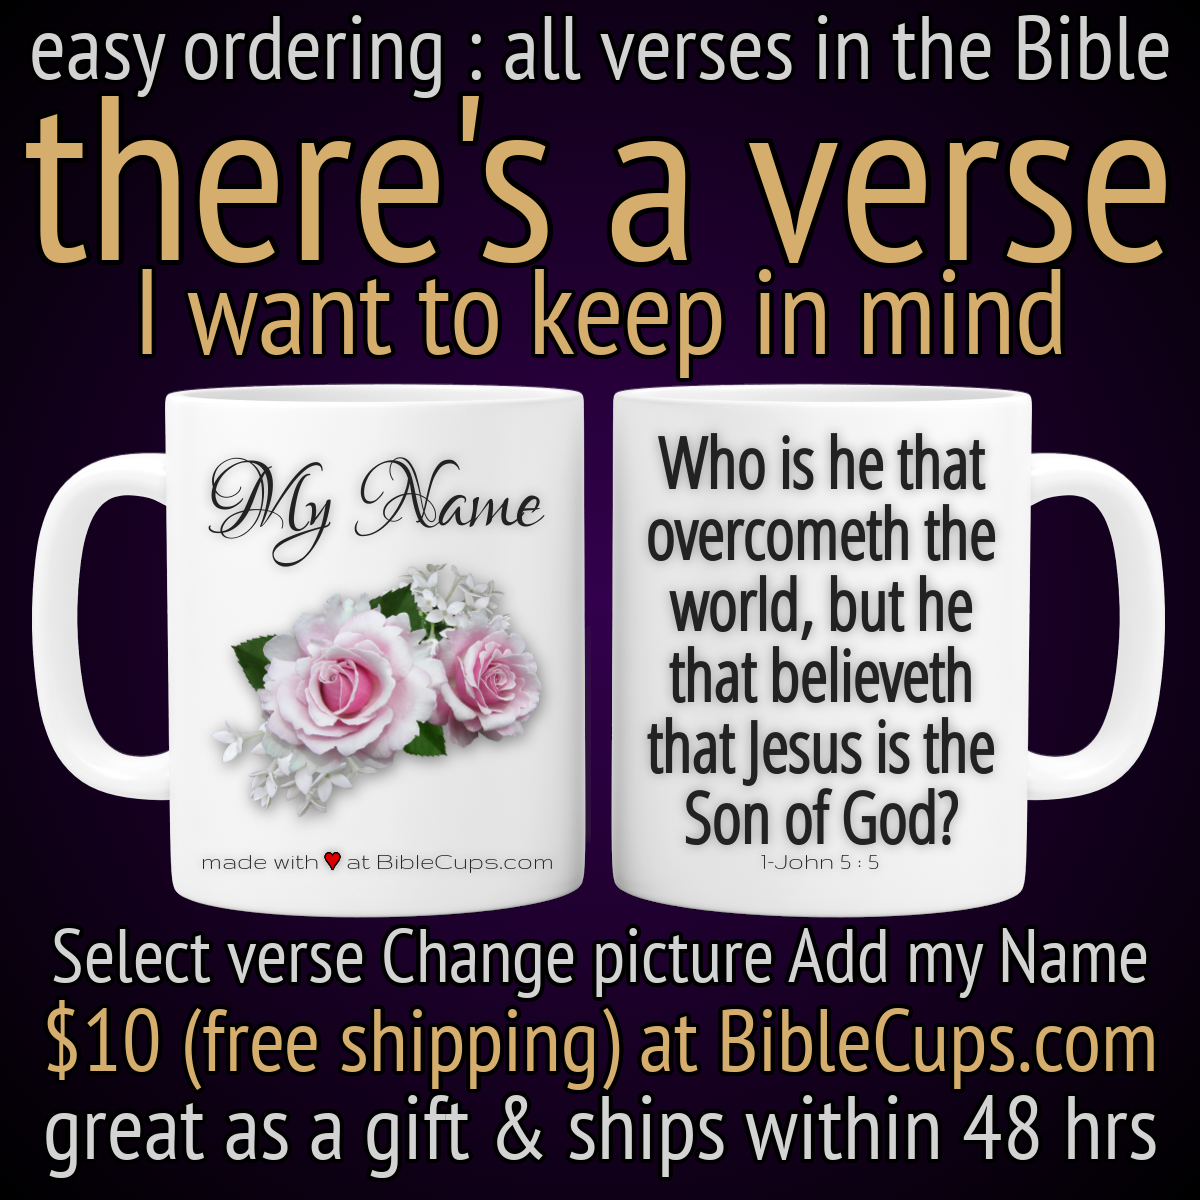 easy ordering : all verses in the Bible
there's a verse
I want to keep in mind
My Name
made with ♥ at BibleCups.com
Who is he that
overcometh the
world, but he
that believeth
that Jesus is the
Son of God?
1-John 5 : 5
Select verse Change picture Add my Name
$10 (free shipping) at BibleCups.com
great as a gift & ships within 48 hrs